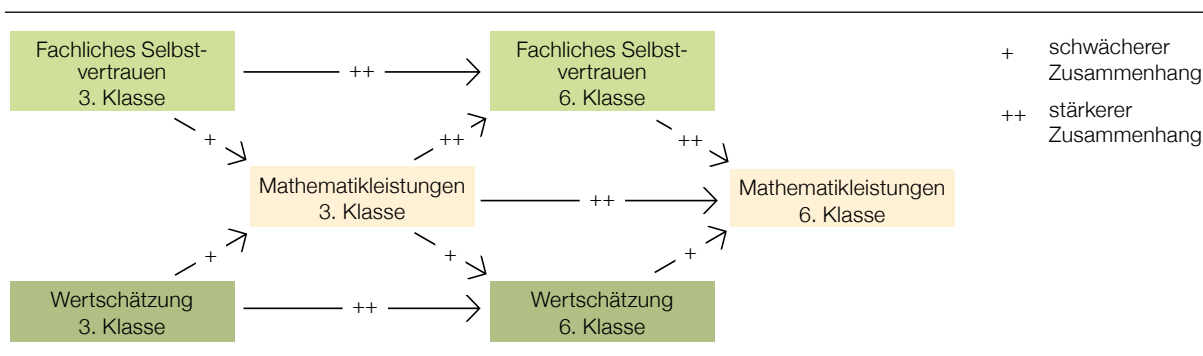 Fachliches Selbst-
vertrauen
3. Klasse
++
Fachliches Selbst-
vertrauen
6. Klasse
+ schwächerer
Zusammenhang
++ stärkerer
Zusammenhang
+
++
++
Mathematikleistungen
3. Klasse
++
Mathematikleistungen
6. Klasse
+
+
+
Wertschätzung
3. Klasse
++
Wertschätzung
6. Klasse